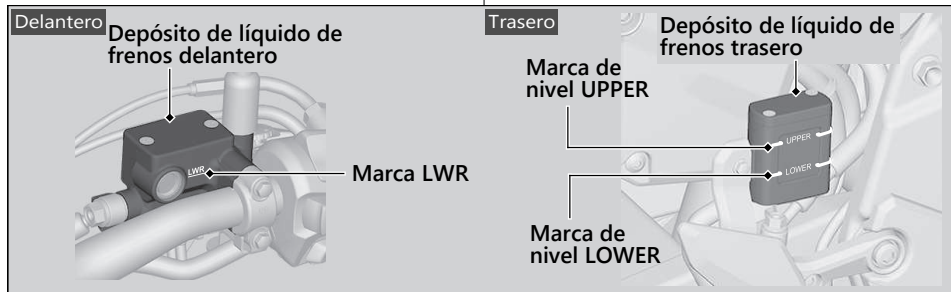 Delantero
Depósito de líquido de
frenos delantero
LWR
Marca LWR
Trasero
Depósito de líquido de
frenos trasero
Marca de
nivel UPPER
UPPER
LOWER
Marca de
nivel LOWER